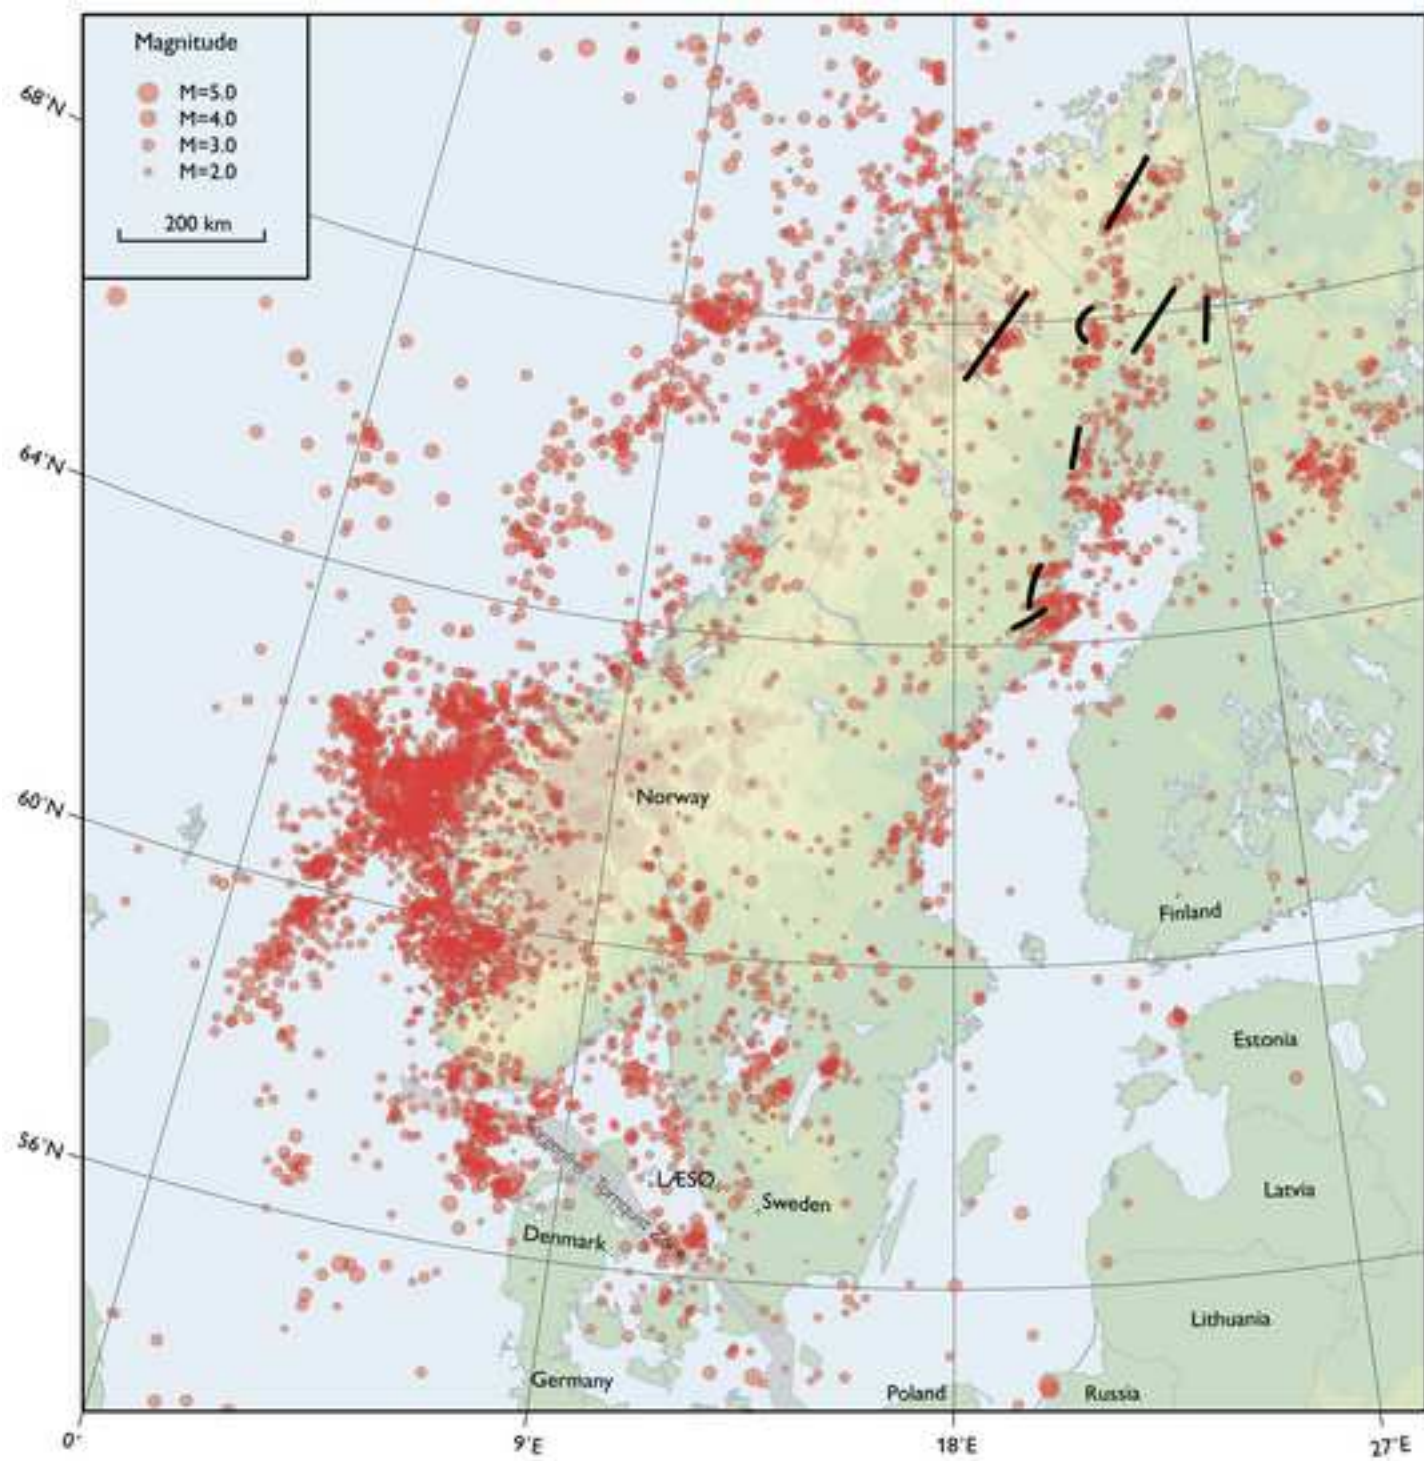 Magnitude
M=5.0
M=4.0
M=3.0
M=2.0
200 km
68°N
64°N
60°N
56°N
Norway
Finland
Estonia
LÆSØ
Sweden
Latvia
Denmark
Lithuania
Germany
Poland
Russia
0°
9°E
18°E
27°E